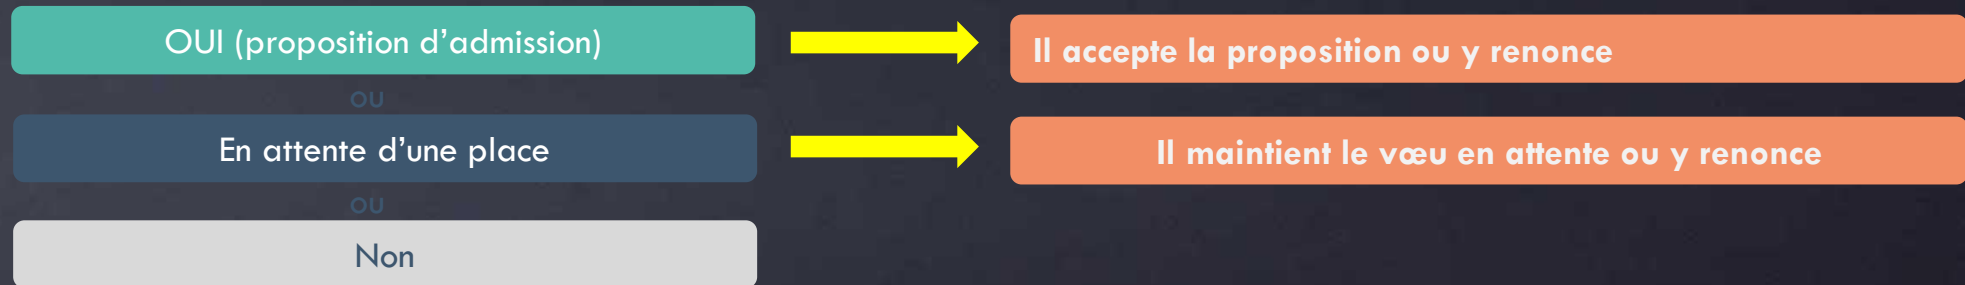 OUI (proposition d’admission)
Il accepte la proposition ou y renonce
ou
En attente d’une place
Il maintient le vœu en attente ou y renonce
ou
Non